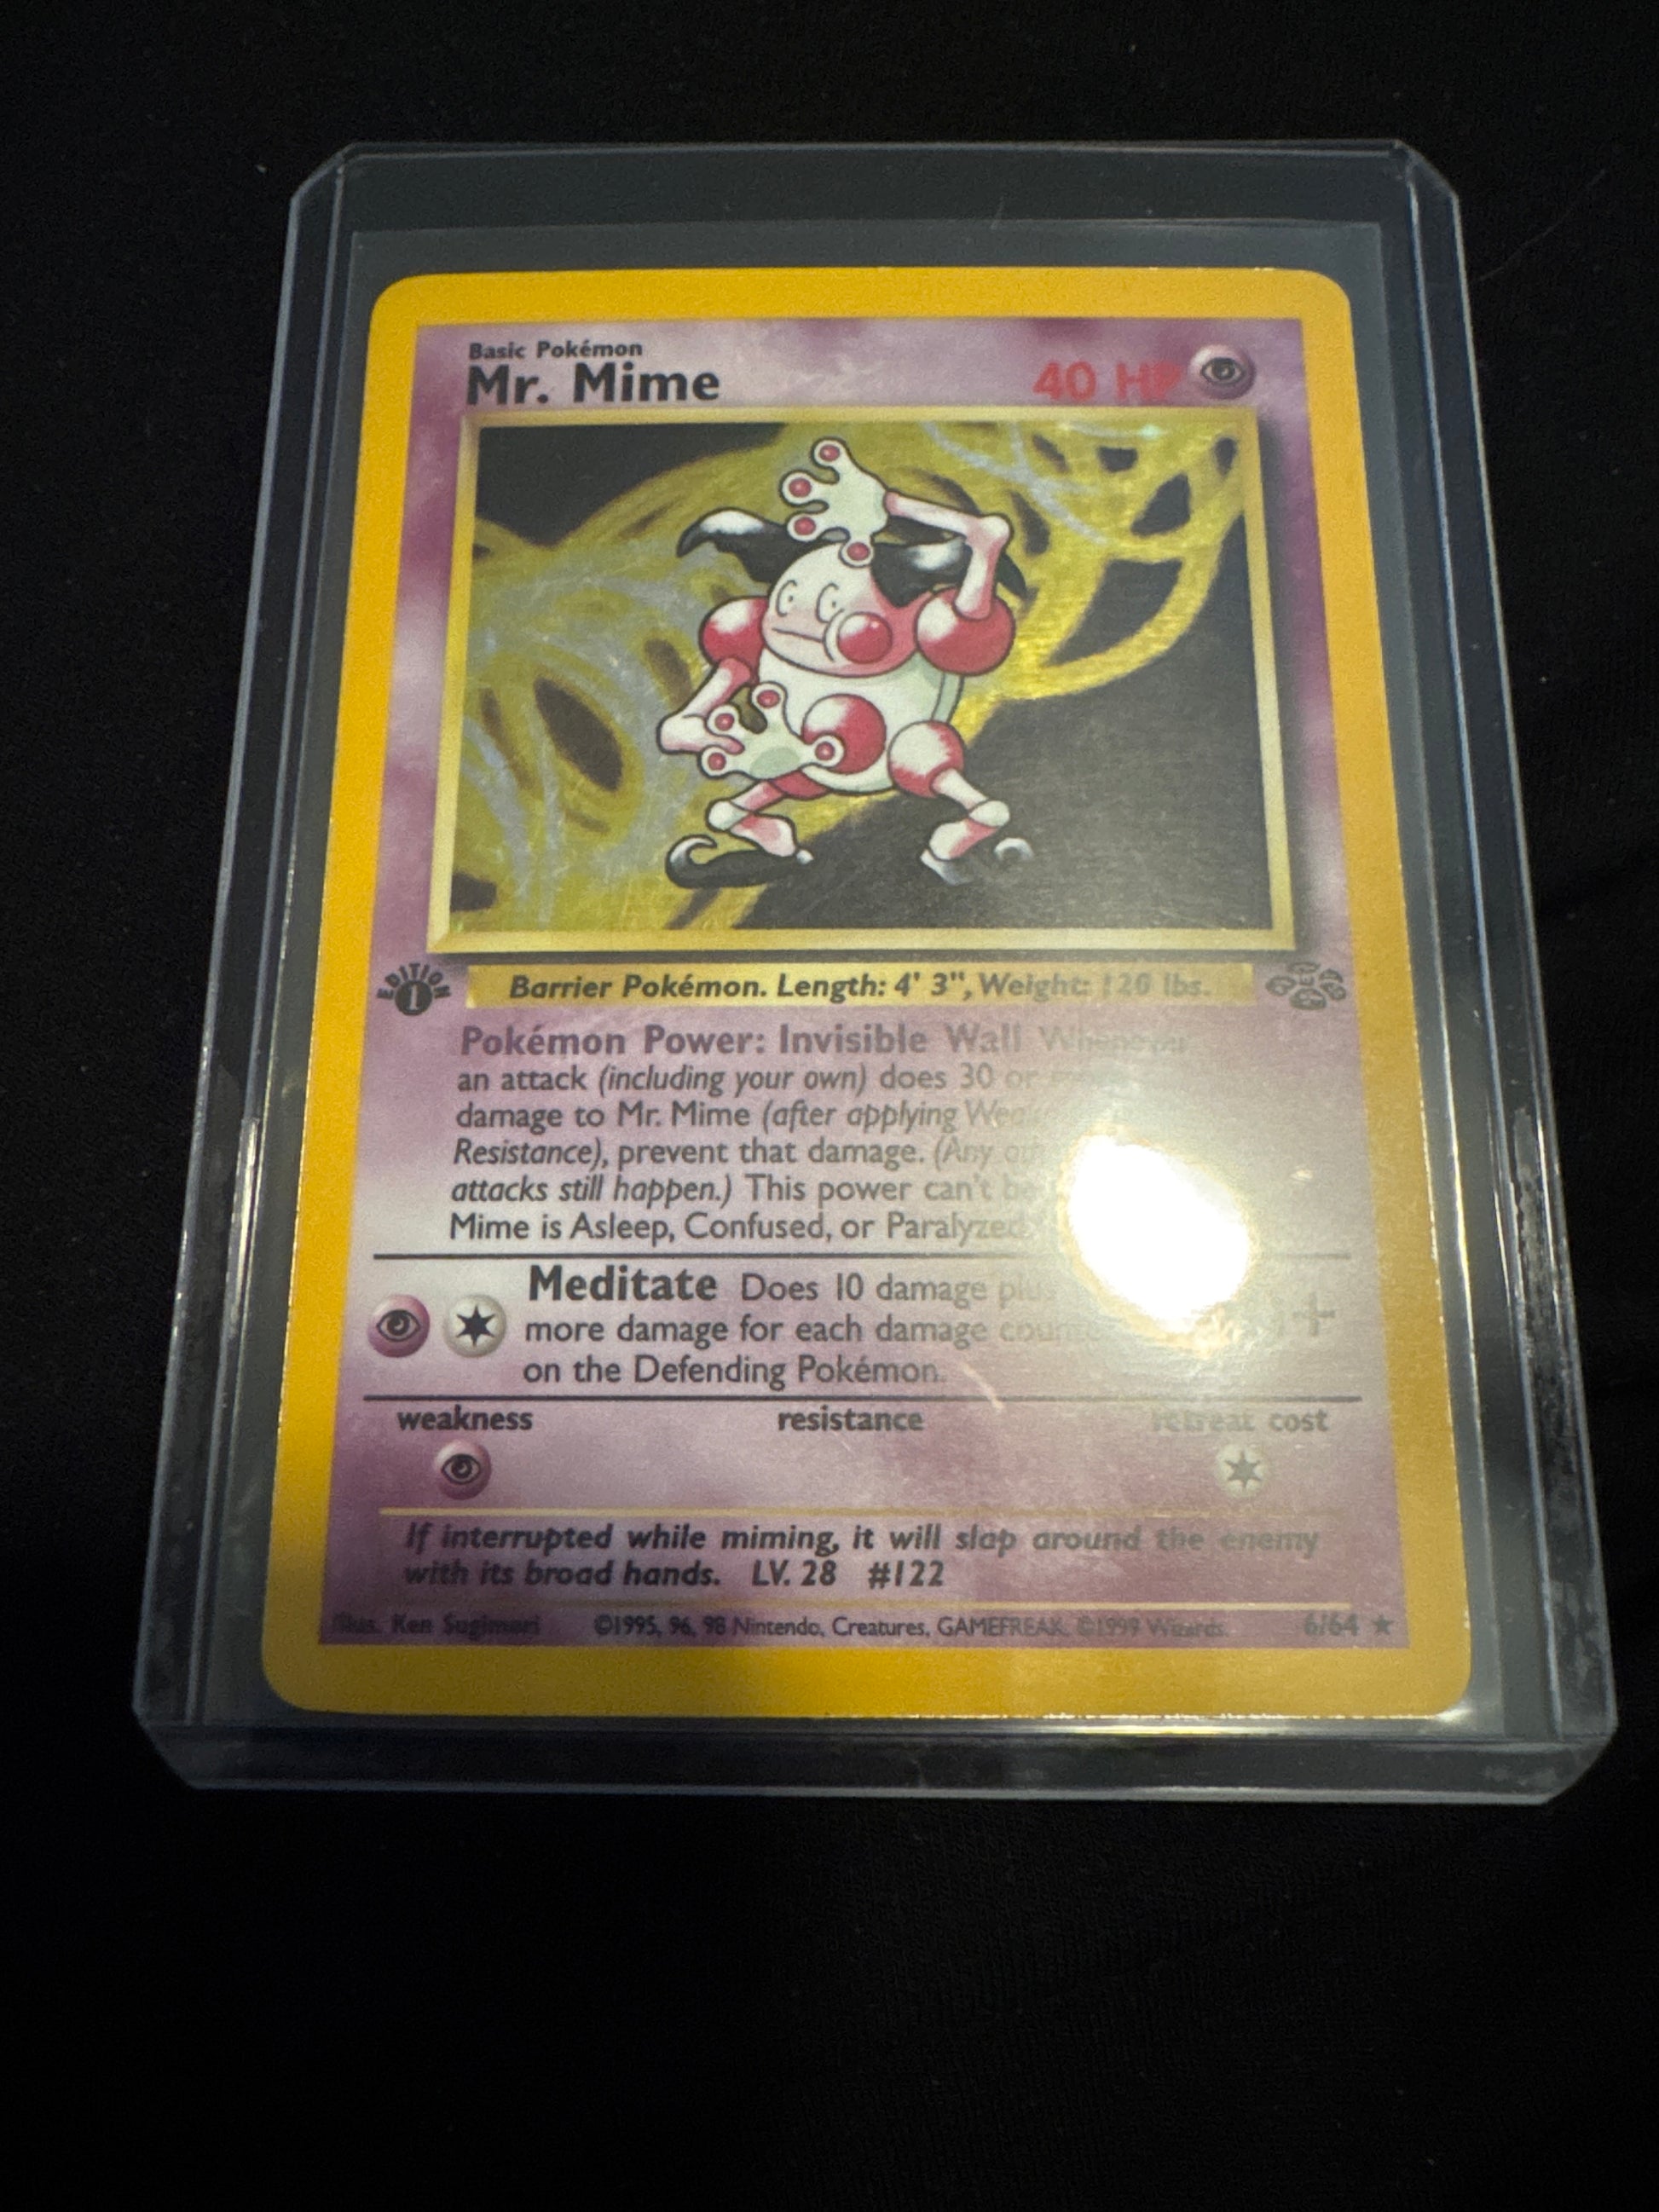 Basic Pokémon
Mr. Mime 40 HP
EDITION 1
Barrier Pokémon. Length: 4' 3", Weight: 120 lbs.
Pokémon Power: Invisible Wall Whenever
an attack (including your own) does 30 or
damage to Mr. Mime (after applying
Resistance), prevent that damage. (Any
attacks still happen.) This power can't be
Mime is Asleep, Confused, or Paralyzed.
Meditate Does 10 damage plus
more damage for each damage
on the Defending Pokémon.
+
weakness resistance retreat cost
If interrupted while miming, it will slap around the enemy
with its broad hands. LV. 28 #122
Illus. Ken Sugimori ©1995, 96, 98 Nintendo, Creatures, GAMEFREAK. ©1999 Wizards. 6/64 ★